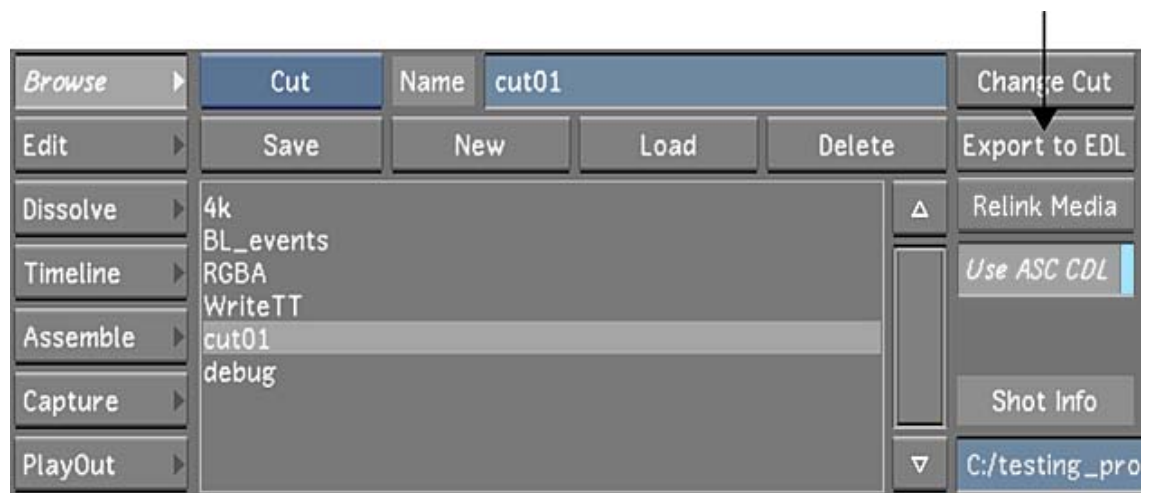 Browse Cut Name cut01 Change Cut
Edit Save New Load Delete Export to EDL
Dissolve 4k Relink Media
BL_events
Timeline RGBA Use ASC CDL
WriteTT
Assemble cut01
debug
Capture Shot Info
PlayOut C:/testing_pro